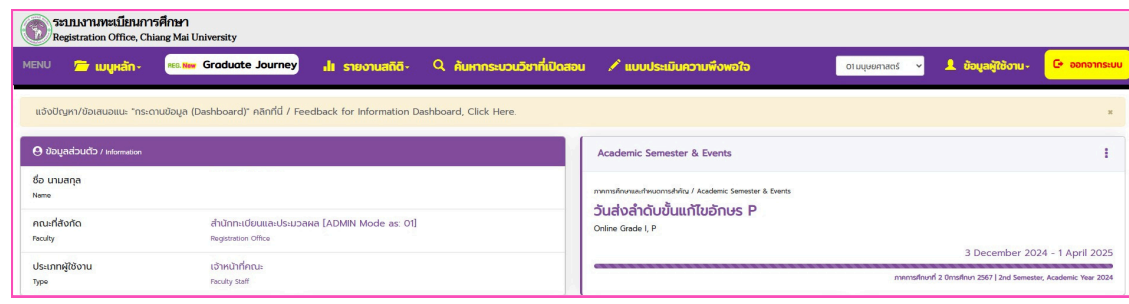 ระบบงานทะเบียนการศึกษา
Registration Office, Chiang Mai University
MENU เมนูหลัก REG. New Graduate Journey รายงานสถิติ ค้นหากระบวนวิชาที่เปิดสอน แบบประเมินความพึงพอใจ 01 มนุษยศาสตร์ ข้อมูลผู้ใช้งาน ออกจากระบบ
แจ้งปัญหา/ข้อเสนอแนะ "กระดานข้อมูล (Dashboard)" คลิกที่นี่ / Feedback for Information Dashboard, Click Here.
ข้อมูลส่วนตัว / Information
ชื่อ นามสกุล
Name
คณะที่สังกัด สำนักทะเบียนและประมวลผล [ADMIN Mode as: 01]
Faculty Registration Office
ประเภทผู้ใช้งาน เจ้าหน้าที่คณะ
Type Faculty Staff
Academic Semester & Events
ภาคการศึกษาและกำหนดการสำคัญ / Academic Semester & Events
วันส่งลำดับขั้นแก้ไขอักษร P
Online Grade I, P
3 December 2024 - 1 April 2025
ภาคการศึกษาที่ 2 ปีการศึกษา 2567 | 2nd Semester, Academic Year 2024